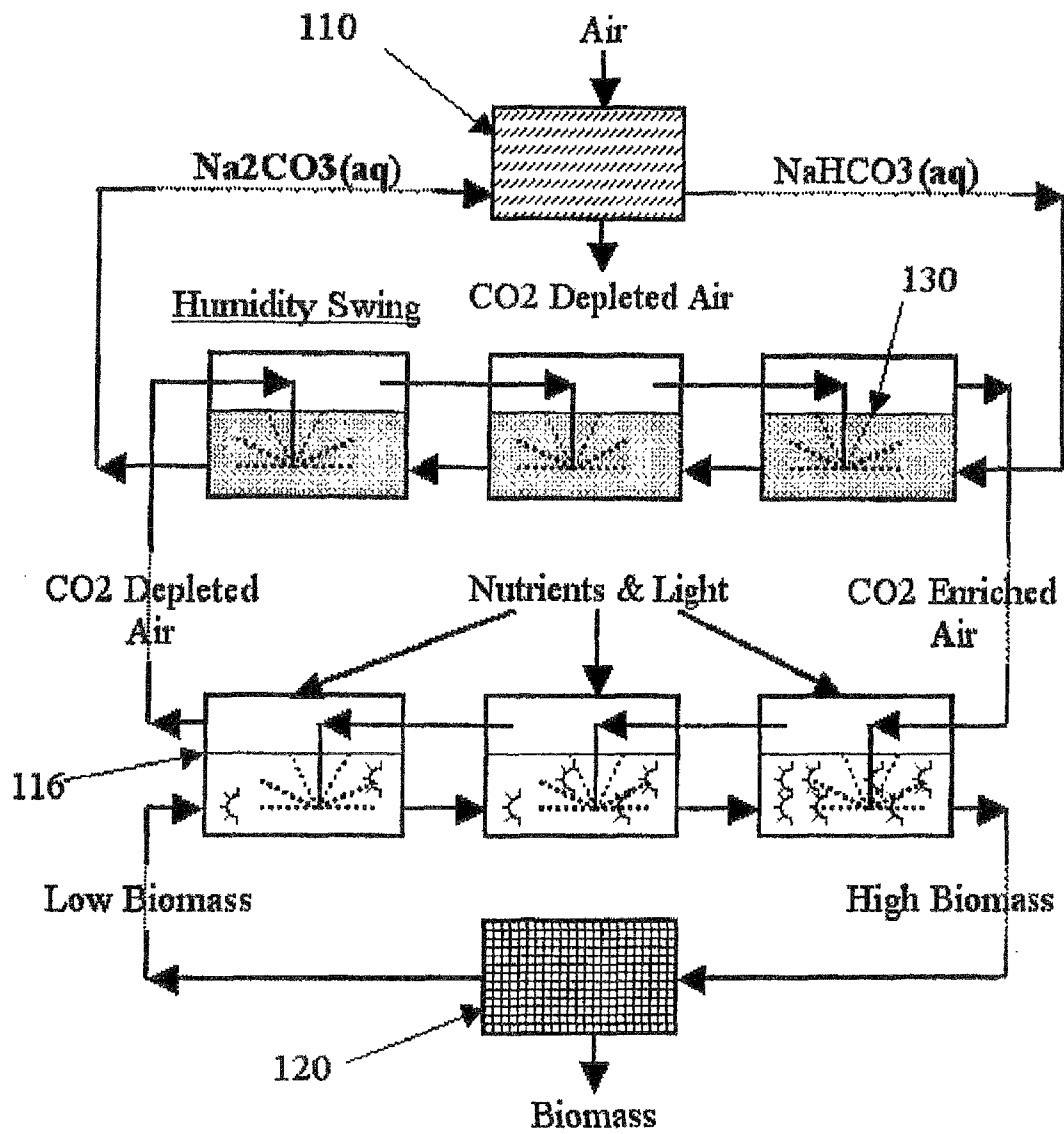 110
Air
Na2CO3(aq)
NaHCO3(aq)
CO2 Depleted Air
130
Humidity Swing
CO2 Depleted
Air
Nutrients & Light
CO2 Enriched
Air
116
Low Biomass
High Biomass
120
Biomass